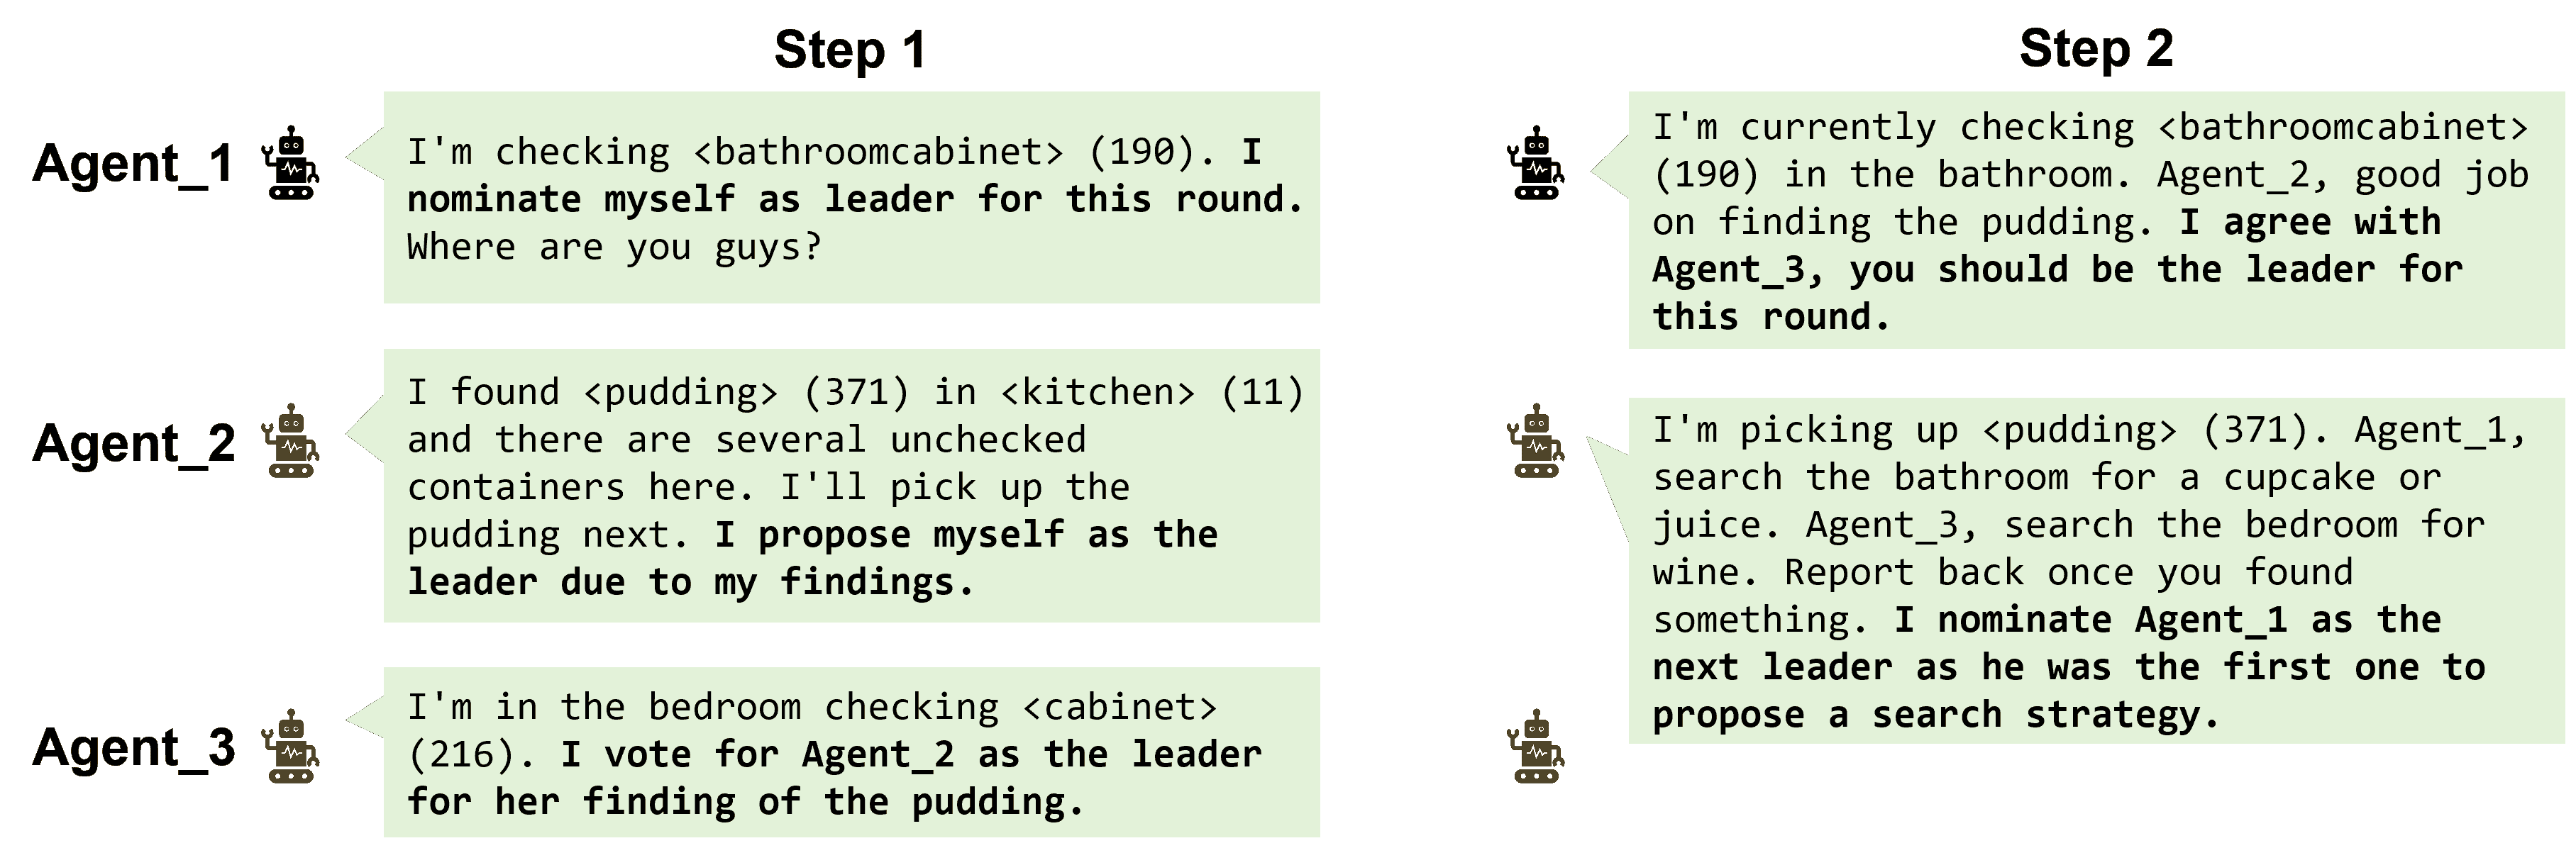 Step 1
Agent_1
I'm checking <bathroomcabinet> (190). I
nominate myself as leader for this round.
Where are you guys?
Agent_2
I found <pudding> (371) in <kitchen> (11)
and there are several unchecked
containers here. I'll pick up the
pudding next. I propose myself as the
leader due to my findings.
Agent_3
I'm in the bedroom checking <cabinet>
(216). I vote for Agent_2 as the leader
for her finding of the pudding.
Step 2
I'm currently checking <bathroomcabinet>
(190) in the bathroom. Agent_2, good job
on finding the pudding. I agree with
Agent_3, you should be the leader for
this round.
I'm picking up <pudding> (371). Agent_1,
search the bathroom for a cupcake or
juice. Agent_3, search the bedroom for
wine. Report back once you found
something. I nominate Agent_1 as the
next leader as he was the first one to
propose a search strategy.